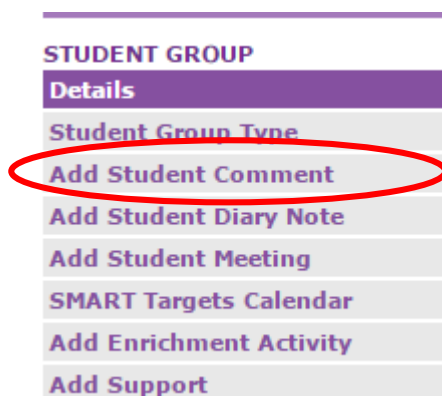 STUDENT GROUP
Details
Student Group Type
Add Student Comment
Add Student Diary Note
Add Student Meeting
SMART Targets Calendar
Add Enrichment Activity
Add Support